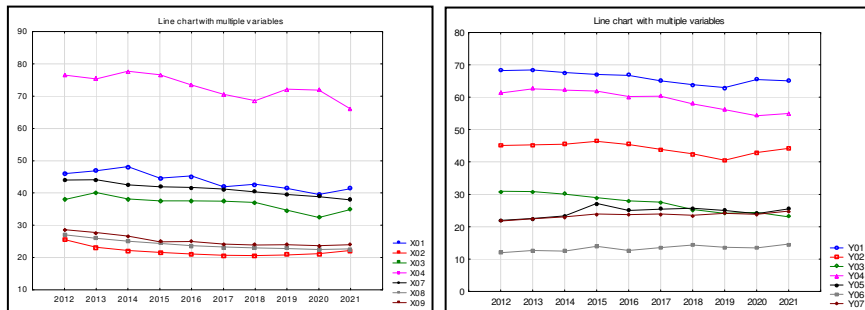 Line chart with multiple variables
90
80
70
60
50
40
30
20
10
2012 2013 2014 2015 2016 2017 2018 2019 2020 2021
X01
X02
X03
X04
X07
X08
X09
Line chart with multiple variables
80
70
60
50
40
30
20
10
0
2012 2013 2014 2015 2016 2017 2018 2019 2020 2021
Y01
Y02
Y03
Y04
Y05
Y06
Y07